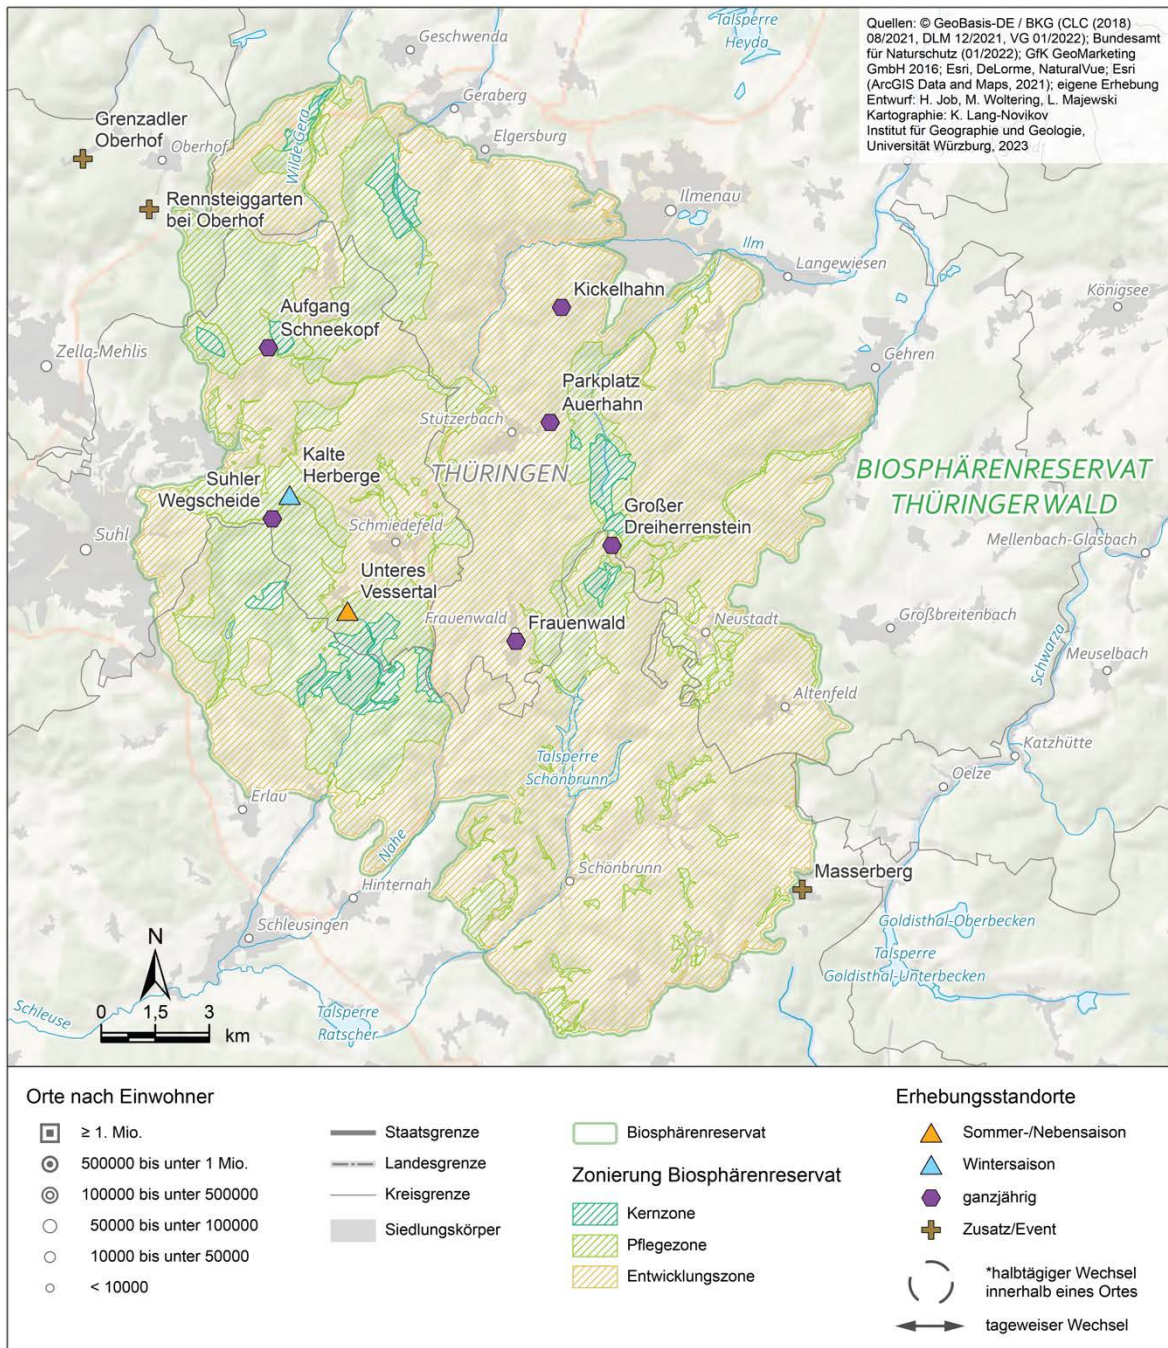 Talsperre
Heyda
Geschwenda
Quellen: © GeoBasis-DE / BKG (CLC (2018)
08/2021, DLM 12/2021, VG 01/2022); Bundesamt
für Naturschutz (01/2022); GfK GeoMarketing
GmbH 2016; Esri, DeLorme, NaturalVue; Esri
(ArcGIS Data and Maps, 2021); eigene Erhebung
Entwurf: H. Job, M. Woltering, L. Majewski
Kartographie: K. Lang-Novikov
Institut für Geographie und Geologie,
Universität Würzburg, 2023
Geraberg
Grenzadler
Oberhof
Oberhof
Wilde Gera
Elgersburg
Rennsteiggarten
bei Oberhof
Ilmenau
Ilm
Langewiesen
Kickelhahn
Königsee
Aufgang
Schneekopf
Zella-Mehlis
Gehren
Parkplatz
Auerhahn
Stützerbach
THÜRINGEN
BIOSPHÄRENRESERVAT
THÜRINGER WALD
Kalte
Herberge
Suhler
Wegscheide
Großer
Dreiherrenstein
Suhl
Schmiedefeld
Mellenbach-Glasbach
Unteres
Vessertal
Frauenwald
Frauenwald
Neustadt
Großbreitenbach
Schwarza
Meuselbach
Altenfeld
Katzhütte
Talsperre
Schönbrunn
Oelze
Erlau
Nahe
Schönbrunn
Masserberg
Hinternah
Goldisthal-Oberbecken
Schleusingen
Talsperre
Goldisthal-Unterbecken
N
0 1,5 3
km
Schleuse
Talsperre
Ratscher
Orte nach Einwohner
≥ 1. Mio.
500000 bis unter 1 Mio.
100000 bis unter 500000
50000 bis unter 100000
10000 bis unter 50000
< 10000
Staatsgrenze
Landesgrenze
Kreisgrenze
Siedlungskörper
Biosphärenreservat
Zonierung Biosphärenreservat
Kernzone
Pflegezone
Entwicklungszone
Erhebungsstandorte
Sommer-/Nebensaison
Wintersaison
ganzjährig
Zusatz/Event
*halbtägiger Wechsel
innerhalb eines Ortes
tageweiser Wechsel